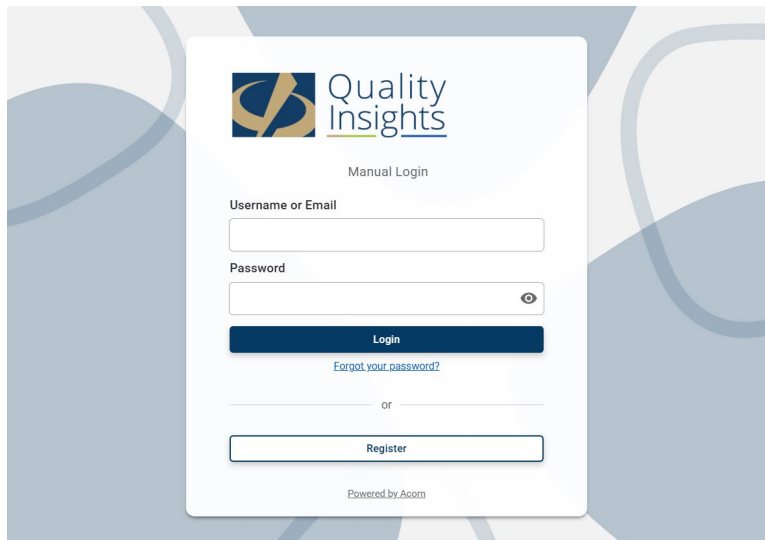 Quality
Insights
Manual Login
Username or Email
Password
Login
Forgot your password?
or
Register
Powered by Acorn